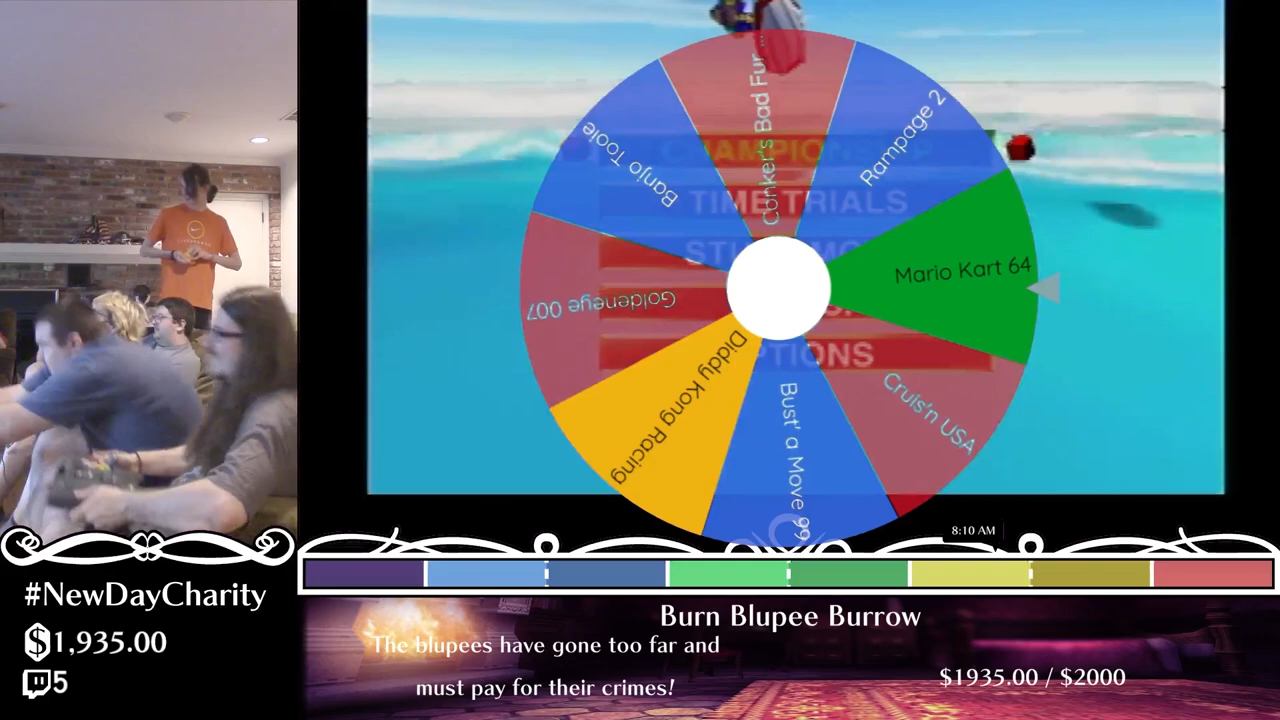 Conker's Bad Fur ...
Rampage 2
Banjo Tooie
CHAMPIONSHIP
TIME TRIALS
Mario Kart 64
Goldeneye 007
OPTIONS
Diddy Kong Racing
Bust' a Move 99
Cruis'n USA
8:10 AM
#NewDayCharity
$1,935.00
5
Burn Blupee Burrow
The blupees have gone too far and
must pay for their crimes!
$1935.00 / $2000